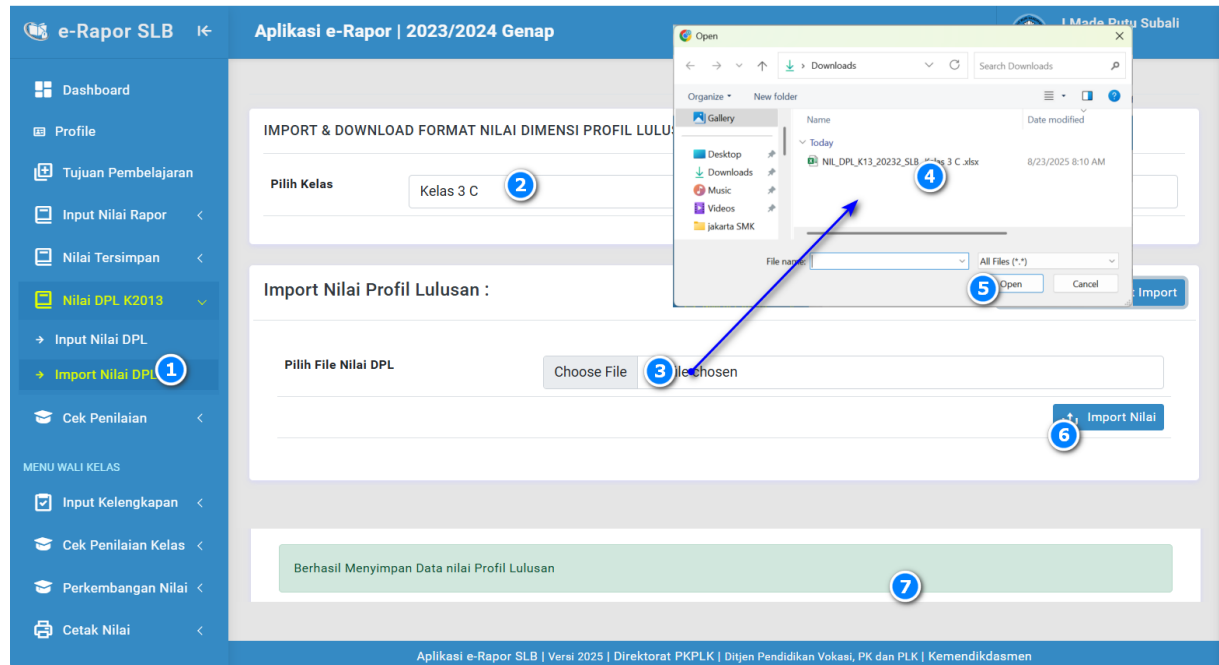 e-Rapor SLB
Aplikasi e-Rapor | 2023/2024 Genap
I Made Putu Subali
Dashboard
Profile
Tujuan Pembelajaran
Input Nilai Rapor
Nilai Tersimpan
Nilai DPL K2013
Input Nilai DPL
Import Nilai DPL
1
Cek Penilaian
MENU WALI KELAS
Input Kelengkapan
Cek Penilaian Kelas
Perkembangan Nilai
Cetak Nilai
IMPORT & DOWNLOAD FORMAT NILAI DIMENSI PROFIL
Pilih Kelas
Kelas 3 C
2
Open
Downloads
Search Downloads
Organize
New folder
Gallery
Desktop
Downloads
Music
Videos
jakarta SMK
Name
Date modified
Today
NIL_DPL_K13_20232_SLB 3 C .xlsx
8/23/2025 8:10 AM
4
File name:
All Files (*.*)
5
Open
Cancel
Import Nilai Profil Lulusan :
Import
Pilih File Nilai DPL
Choose File
3
chosen
Import Nilai
6
Berhasil Menyimpan Data nilai Profil Lulusan
7
Aplikasi e-Rapor SLB | Versi 2025 | Direktorat PKPLK | Ditjen Pendidikan Vokasi, PK dan PLK | Kemendikdasmen